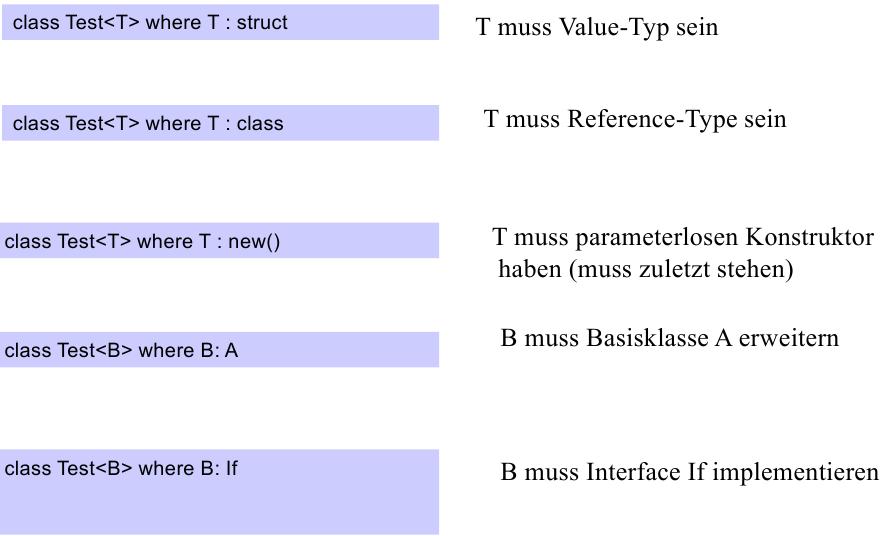 class Test<T> where T : struct
T muss Value-Typ sein
class Test<T> where T : class
T muss Reference-Type sein
class Test<T> where T : new()
T muss parameterlosen Konstruktor
haben (muss zuletzt stehen)
class Test<B> where B: A
B muss Basisklasse A erweitern
class Test<B> where B: If
B muss Interface If implementieren